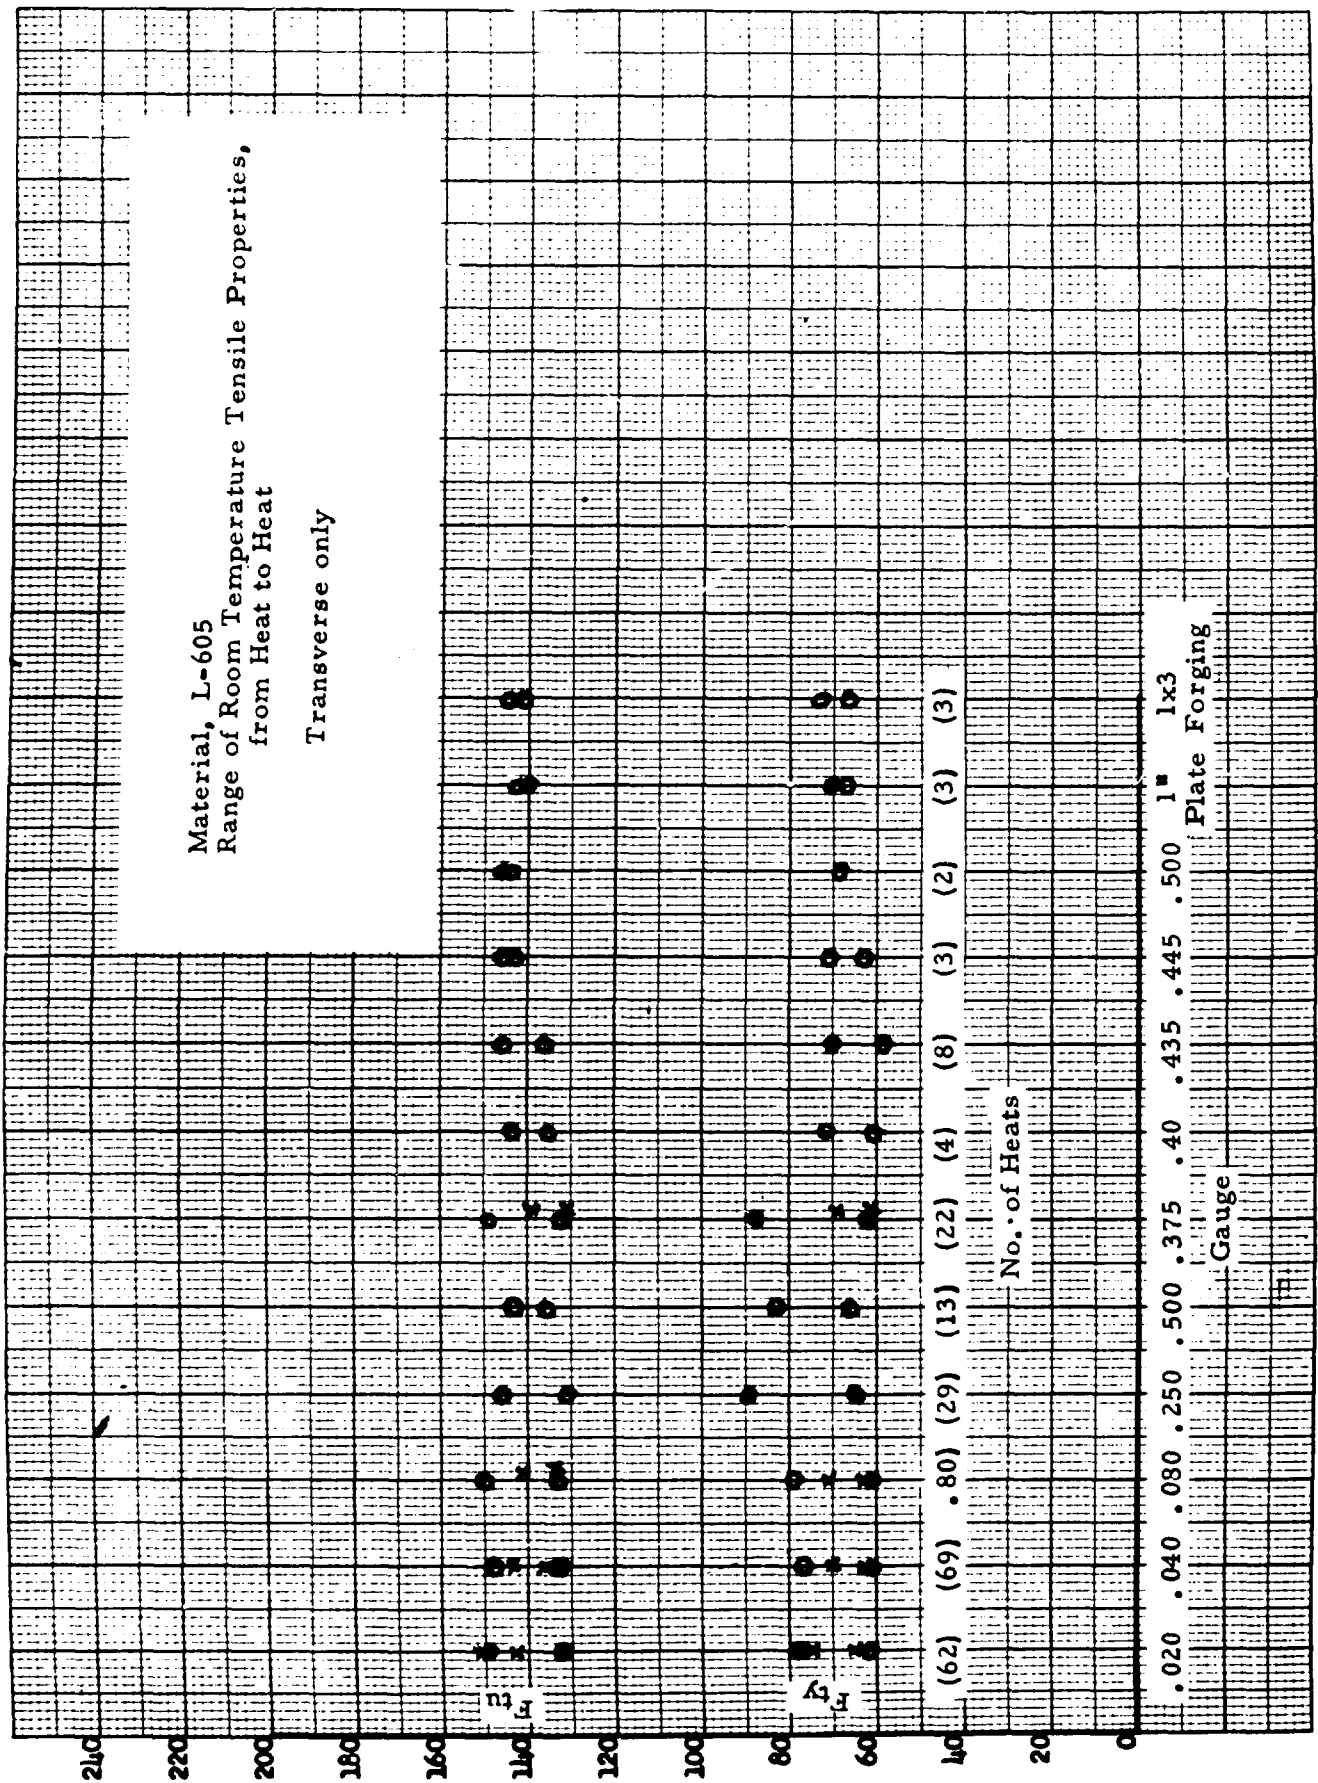 Material, L-605
Range of Room Temperature Tensile Properties,
from Heat to Heat
Transverse only
240
220
200
180
160
140
120
100
80
60
40
20
0
Ftu
Fty
(62) (69) .80) (29) (13) (22) (4) (8) (3) (2) (3) (3)
No. of Heats
.020 .040 .080 .250 .500 .375 .40 .435 .445 .500 1" 1x3
Plate Forging
Gauge